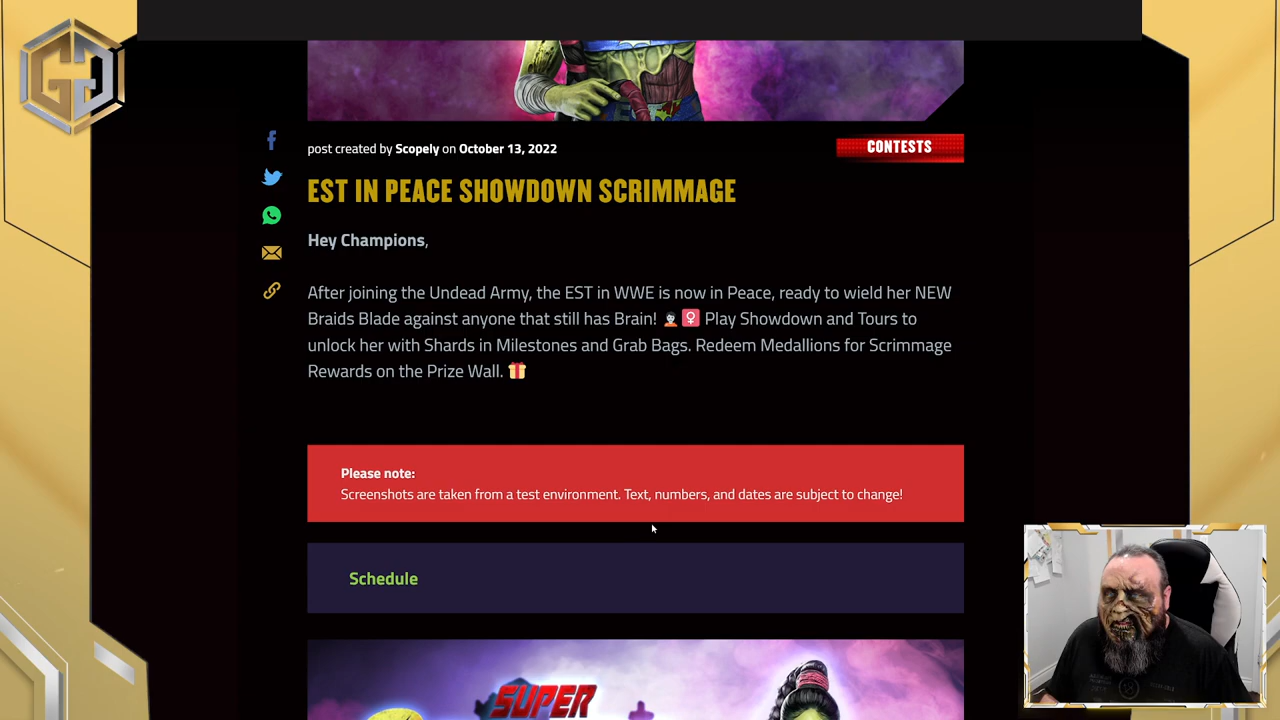 GG
post created by Scopely on October 13, 2022
CONTESTS
EST IN PEACE SHOWDOWN SCRIMMAGE
Hey Champions,
After joining the Undead Army, the EST in WWE is now in Peace, ready to wield her NEW
Braids Blade against anyone that still has Brain! 🧛🏻♀️ Play Showdown and Tours to
unlock her with Shards in Milestones and Grab Bags. Redeem Medallions for Scrimmage
Rewards on the Prize Wall. 🎁
Please note:
Screenshots are taken from a test environment. Text, numbers, and dates are subject to change!
Schedule
SUPER